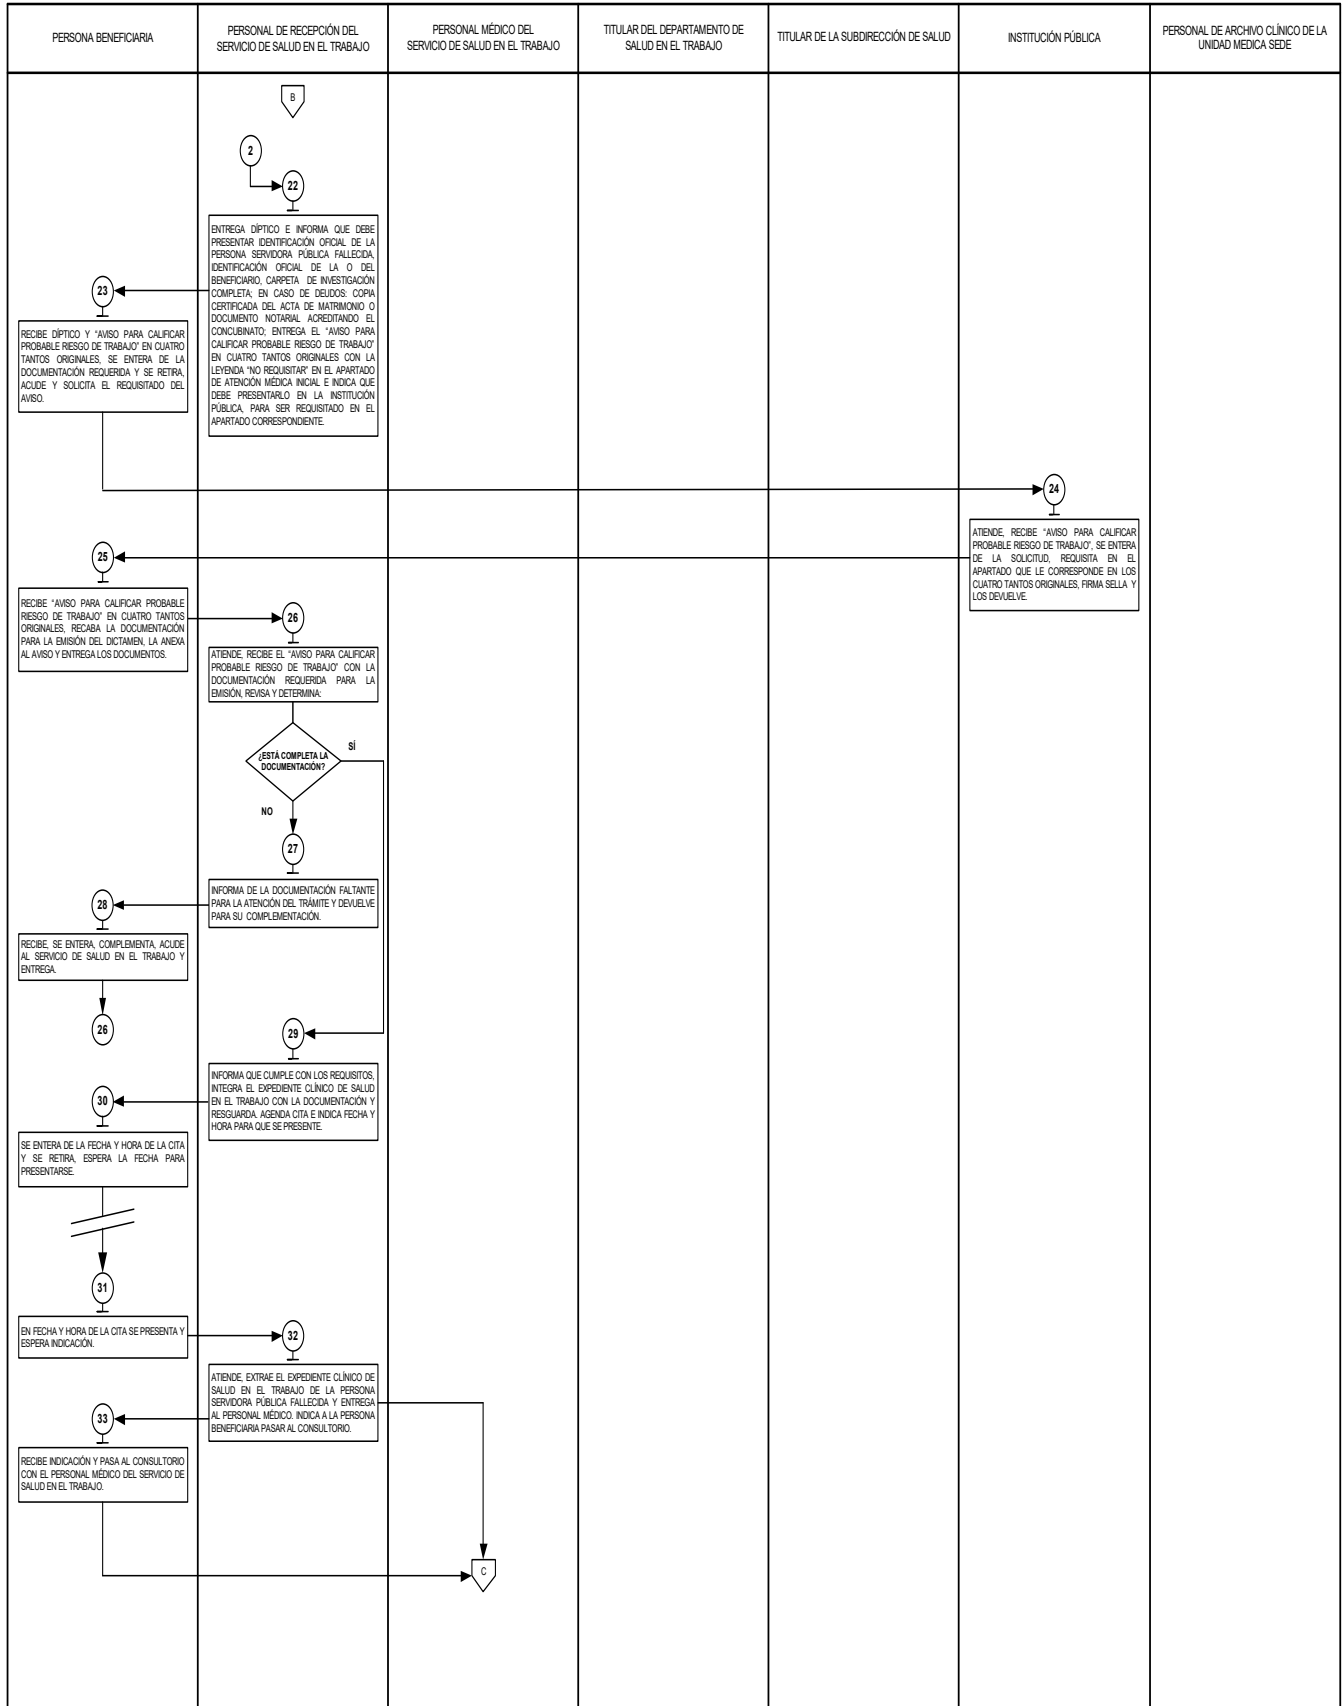 PERSONA BENEFICIARIA
PERSONAL DE RECEPCIÓN DEL
SERVICIO DE SALUD EN EL TRABAJO
PERSONAL MÉDICO DEL
SERVICIO DE SALUD EN EL TRABAJO
TITULAR DEL DEPARTAMENTO DE
SALUD EN EL TRABAJO
TITULAR DE LA SUBDIRECCIÓN DE SALUD
INSTITUCIÓN PÚBLICA
PERSONAL DE ARCHIVO CLÍNICO DE LA
UNIDAD MEDICA SEDE
B
2
22
ENTREGA DÍPTICO E INFORMA QUE DEBE
PRESENTAR IDENTIFICACIÓN OFICIAL DE LA
PERSONA SERVIDORA PÚBLICA FALLECIDA,
IDENTIFICACIÓN OFICIAL DE LA O DEL
BENEFICIARIO, CARPETA DE INVESTIGACIÓN
COMPLETA; EN CASO DE DEUDOS: COPIA
CERTIFICADA DEL ACTA DE MATRIMONIO O
DOCUMENTO NOTARIAL ACREDITANDO EL
CONCUBINATO; ENTREGA EL “AVISO PARA
CALIFICAR PROBABLE RIESGO DE TRABAJO”
EN CUATRO TANTOS ORIGINALES CON LA
LEYENDA “NO REQUISITAR” EN EL APARTADO
DE ATENCIÓN MÉDICA INICIAL E INDICA QUE
DEBE PRESENTARLO EN LA INSTITUCIÓN
PÚBLICA, PARA SER REQUISITADO EN EL
APARTADO CORRESPONDIENTE.
23
RECIBE DÍPTICO Y “AVISO PARA CALIFICAR
PROBABLE RIESGO DE TRABAJO” EN CUATRO
TANTOS ORIGINALES, SE ENTERA DE LA
DOCUMENTACIÓN REQUERIDA Y SE RETIRA,
ACUDE Y SOLICITA EL REQUISITADO DEL
AVISO.
24
ATIENDE, RECIBE “AVISO PARA CALIFICAR
PROBABLE RIESGO DE TRABAJO”, SE ENTERA
DE LA SOLICITUD, REQUISITA EN EL
APARTADO QUE LE CORRESPONDE EN LOS
CUATRO TANTOS ORIGINALES, FIRMA SELLA Y
LOS DEVUELVE.
25
RECIBE “AVISO PARA CALIFICAR PROBABLE
RIESGO DE TRABAJO” EN CUATRO TANTOS
ORIGINALES, RECABA LA DOCUMENTACIÓN
PARA LA EMISIÓN DEL DICTAMEN, LA ANEXA
AL AVISO Y ENTREGA LOS DOCUMENTOS.
26
ATIENDE, RECIBE EL “AVISO PARA CALIFICAR
PROBABLE RIESGO DE TRABAJO” CON LA
DOCUMENTACIÓN REQUERIDA PARA LA
EMISIÓN, REVISA Y DETERMINA:
¿ESTÁ COMPLETA LA
DOCUMENTACIÓN?
SÍ
NO
27
INFORMA DE LA DOCUMENTACIÓN FALTANTE
PARA LA ATENCIÓN DEL TRÁMITE Y DEVUELVE
PARA SU COMPLEMENTACIÓN.
28
RECIBE, SE ENTERA, COMPLEMENTA, ACUDE
AL SERVICIO DE SALUD EN EL TRABAJO Y
ENTREGA.
26
29
INFORMA QUE CUMPLE CON LOS REQUISITOS,
INTEGRA EL EXPEDIENTE CLÍNICO DE SALUD
EN EL TRABAJO CON LA DOCUMENTACIÓN Y
RESGUARDA. AGENDA CITA E INDICA FECHA Y
HORA PARA QUE SE PRESENTE.
30
SE ENTERA DE LA FECHA Y HORA DE LA CITA
Y SE RETIRA, ESPERA LA FECHA PARA
PRESENTARSE.
31
EN FECHA Y HORA DE LA CITA SE PRESENTA Y
ESPERA INDICACIÓN.
32
ATIENDE, EXTRAE EL EXPEDIENTE CLÍNICO DE
SALUD EN EL TRABAJO DE LA PERSONA
SERVIDORA PÚBLICA FALLECIDA Y ENTREGA
AL PERSONAL MÉDICO. INDICA A LA PERSONA
BENEFICIARIA PASAR AL CONSULTORIO.
33
RECIBE INDICACIÓN Y PASA AL CONSULTORIO
CON EL PERSONAL MÉDICO DEL SERVICIO DE
SALUD EN EL TRABAJO.
C